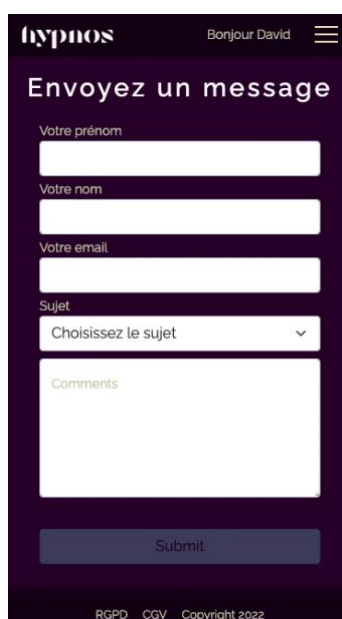 hypnos Bonjour David
Envoyez un message
Votre prénom
Votre nom
Votre email
Sujet
Choisissez le sujet
Comments
Submit
RGPD CGV Copyright 2022